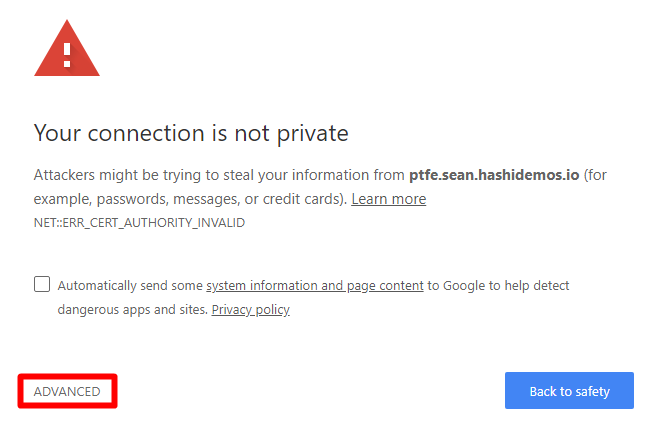 Your connection is not private
Attackers might be trying to steal your information from ptfe.sean.hashidemos.io (for
example, passwords, messages, or credit cards). Learn more
NET::ERR_CERT_AUTHORITY_INVALID
Automatically send some system information and page content to Google to help detect
dangerous apps and sites. Privacy policy
ADVANCED
Back to safety